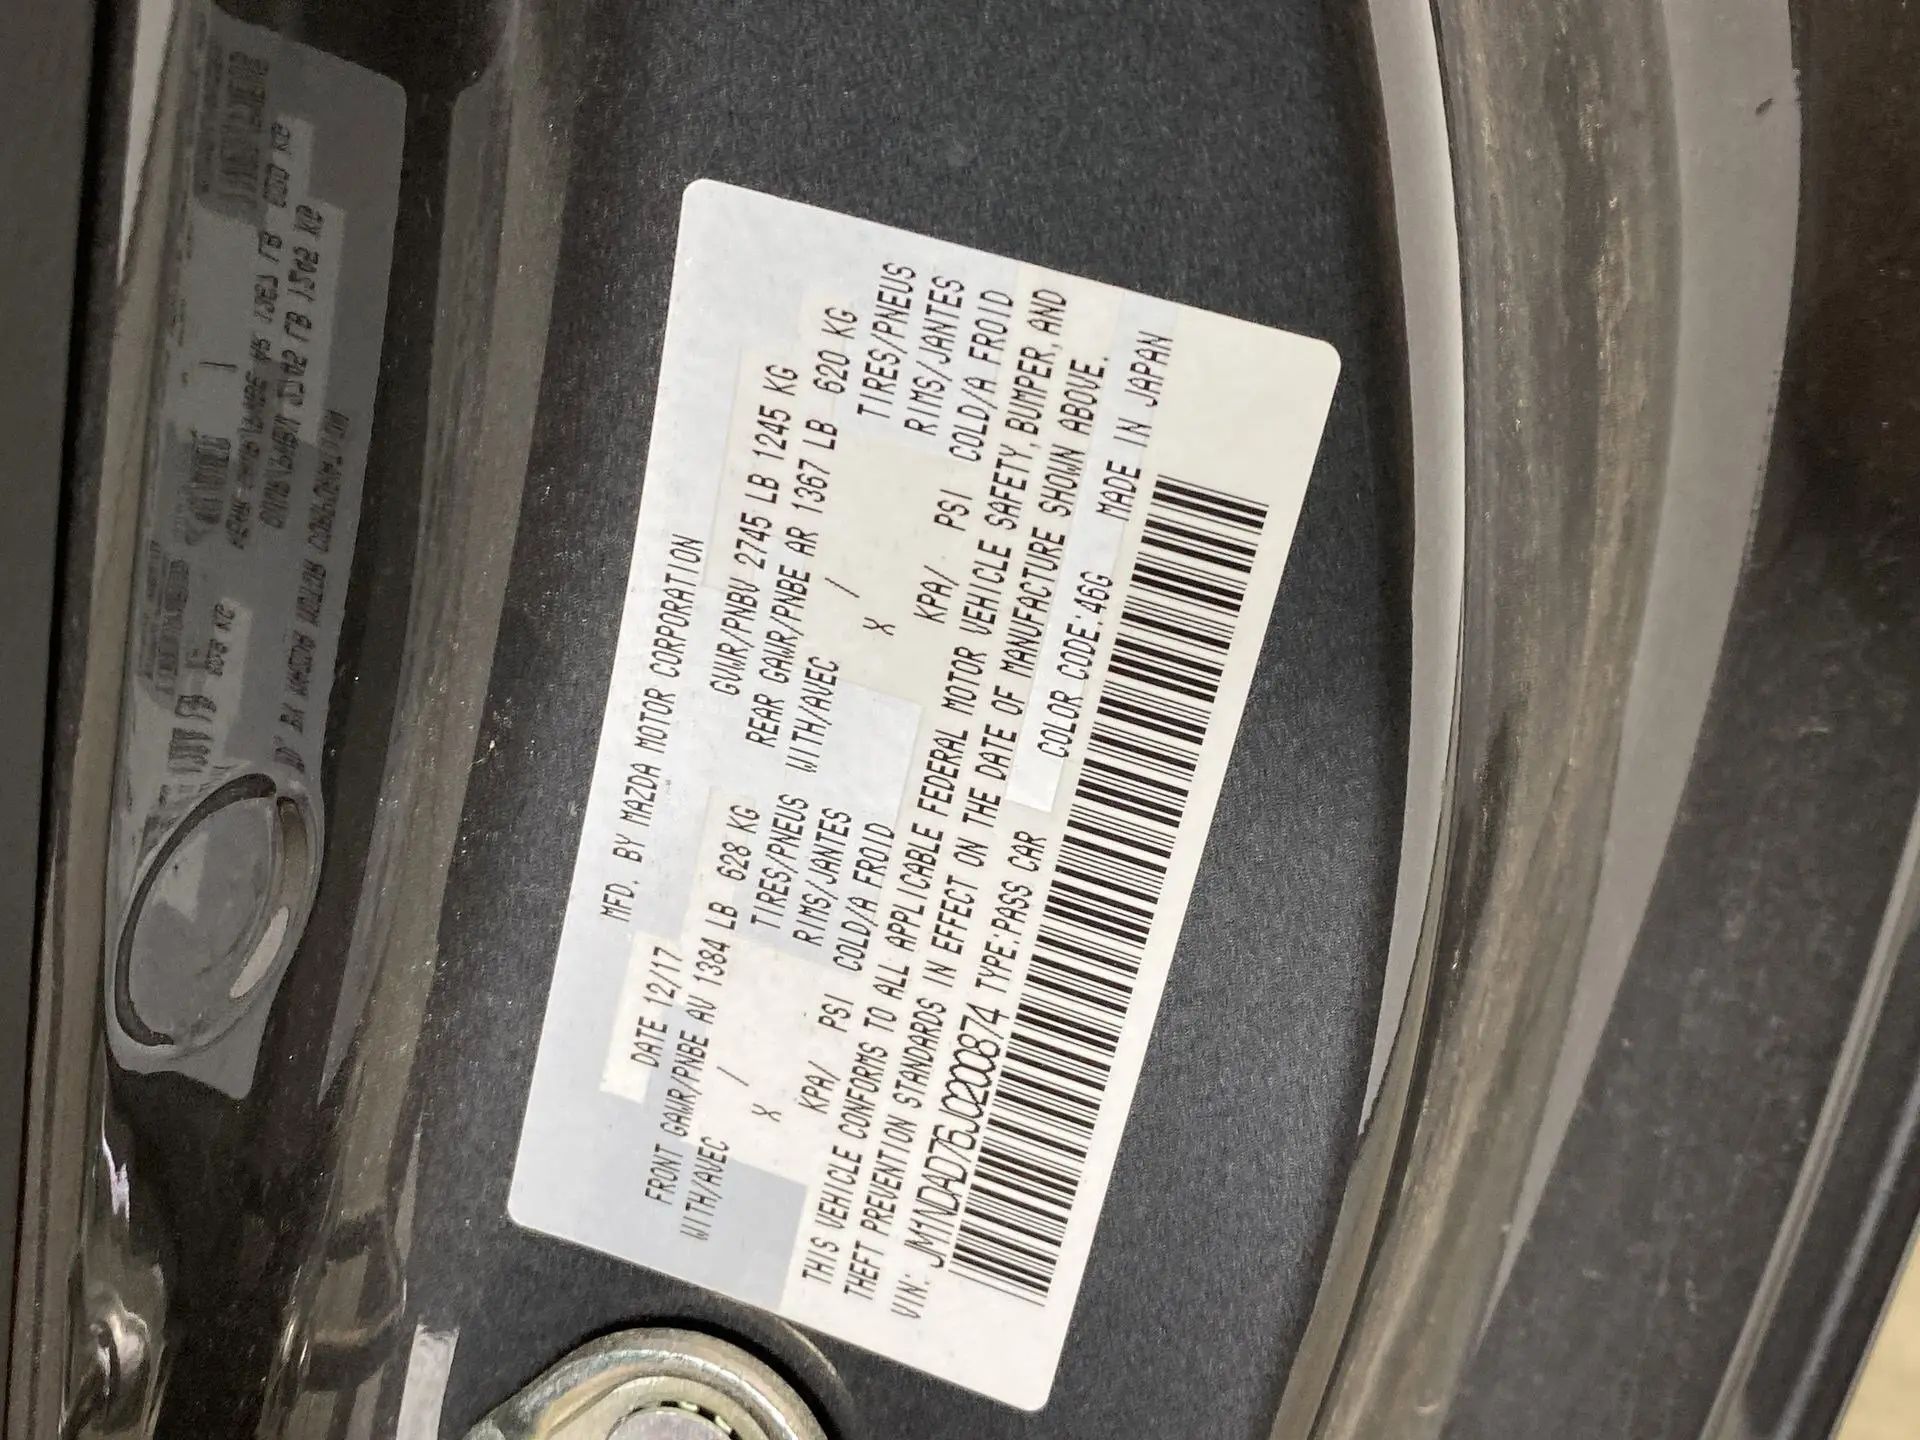 MFD. BY MAZDA MOTOR CORPORATION
DATE 12/17 GVWR/PNBV 2745 LB 1245 KG
FRONT GAWR/PNBE AV 1384 LB 628 KG REAR GAWR/PNBE AR 1367 LB 620 KG
WITH/AVEC TIRES/PNEUS WITH/AVEC TIRES/PNEUS
X / RIMS/JANTES X / RIMS/JANTES
KPA/ PSI COLD/A FROID KPA/ PSI COLD/A FROID
THIS VEHICLE CONFORMS TO ALL APPLICABLE FEDERAL MOTOR VEHICLE SAFETY, BUMPER, AND
THEFT PREVENTION STANDARDS IN EFFECT ON THE DATE OF MANUFACTURE SHOWN ABOVE.
VIN: JM1NDAD76J0200874 TYPE:PASS CAR COLOR CODE:46G MADE IN JAPAN